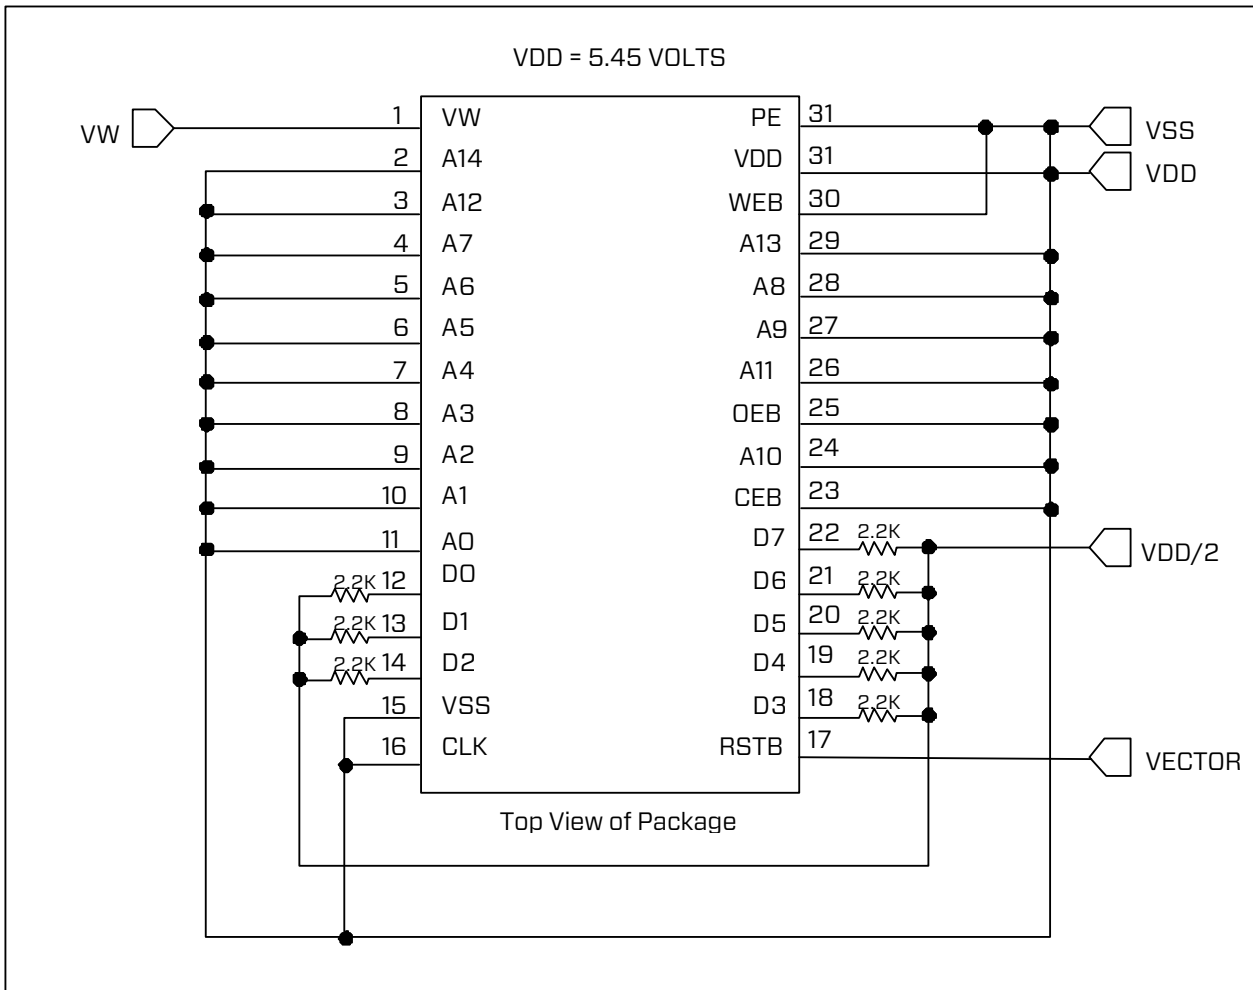 VDD = 5.45 VOLTS
VW 1 VW PE 31 VSS
2 A14 VDD 31 VDD
3 A12 WEB 30
4 A7 A13 29
5 A6 A8 28
6 A5 A9 27
7 A4 A11 26
8 A3 OEB 25
9 A2 A10 24
10 A1 CEB 23
11 A0 D7 22 2.2K VDD/2
2.2K 12 D0 D6 21 2.2K
2.2K 13 D1 D5 20 2.2K
2.2K 14 D2 D4 19 2.2K
15 VSS D3 18 2.2K
16 CLK RSTB 17 VECTOR
Top View of Package